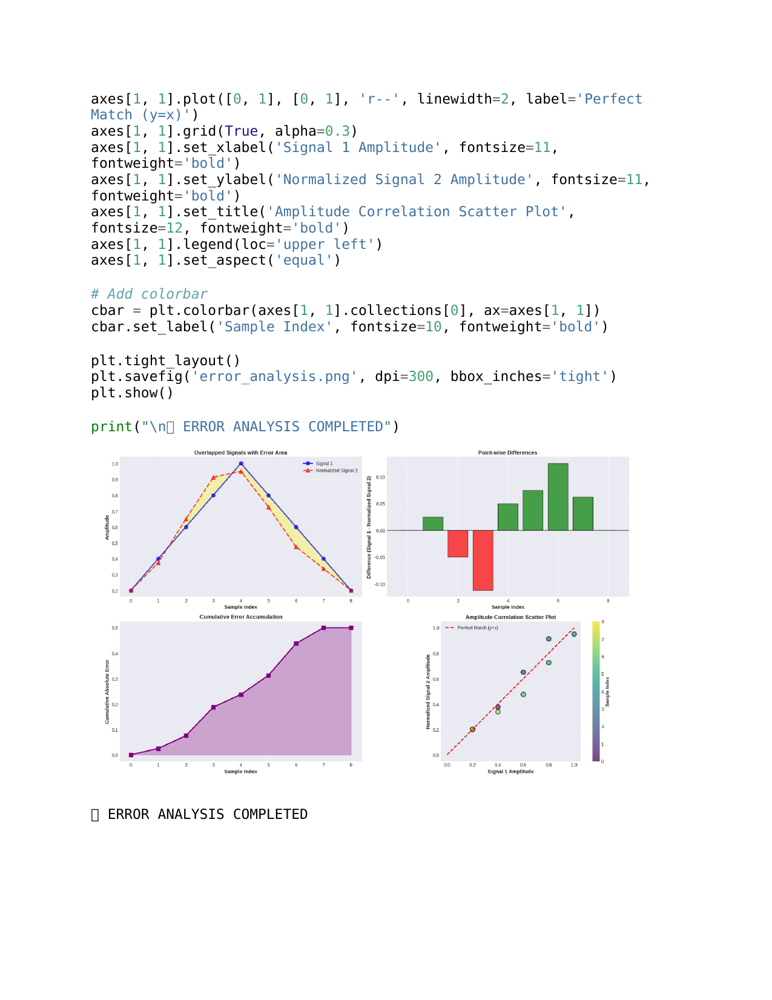 axes[1, 1].plot([0, 1], [0, 1], 'r--', linewidth=2, label='Perfect
Match (y=x)')
axes[1, 1].grid(True, alpha=0.3)
axes[1, 1].set_xlabel('Signal 1 Amplitude', fontsize=11,
fontweight='bold')
axes[1, 1].set_ylabel('Normalized Signal 2 Amplitude', fontsize=11,
fontweight='bold')
axes[1, 1].set_title('Amplitude Correlation Scatter Plot',
fontsize=12, fontweight='bold')
axes[1, 1].legend(loc='upper left')
axes[1, 1].set_aspect('equal')
# Add colorbar
cbar = plt.colorbar(axes[1, 1].collections[0], ax=axes[1, 1])
cbar.set_label('Sample Index', fontsize=10, fontweight='bold')
plt.tight_layout()
plt.savefig('error_analysis.png', dpi=300, bbox_inches='tight')
plt.show()
print("\n▯ ERROR ANALYSIS COMPLETED")
Overlapped Signals with Error Area
Signal 1
Normalized Signal 2
1.0
0.9
0.8
0.7
0.6
0.5
0.4
0.3
0.2
Amplitude
0 1 2 3 4 5 6 7 8
Sample Index
Point-wise Differences
0.10
0.05
0.00
−0.05
−0.10
Difference (Signal 1 - Normalized Signal 2)
0 2 4 6 8
Sample Index
Cumulative Error Accumulation
0.5
0.4
0.3
0.2
0.1
0.0
Cumulative Absolute Error
0 1 2 3 4 5 6 7 8
Sample Index
Amplitude Correlation Scatter Plot
Perfect Match (y=x)
1.0
0.8
0.6
0.4
0.2
0.0
Normalized Signal 2 Amplitude
0.0 0.2 0.4 0.6 0.8 1.0
Signal 1 Amplitude
8
7
6
5
4
3
2
1
0
Sample Index
▯ ERROR ANALYSIS COMPLETED